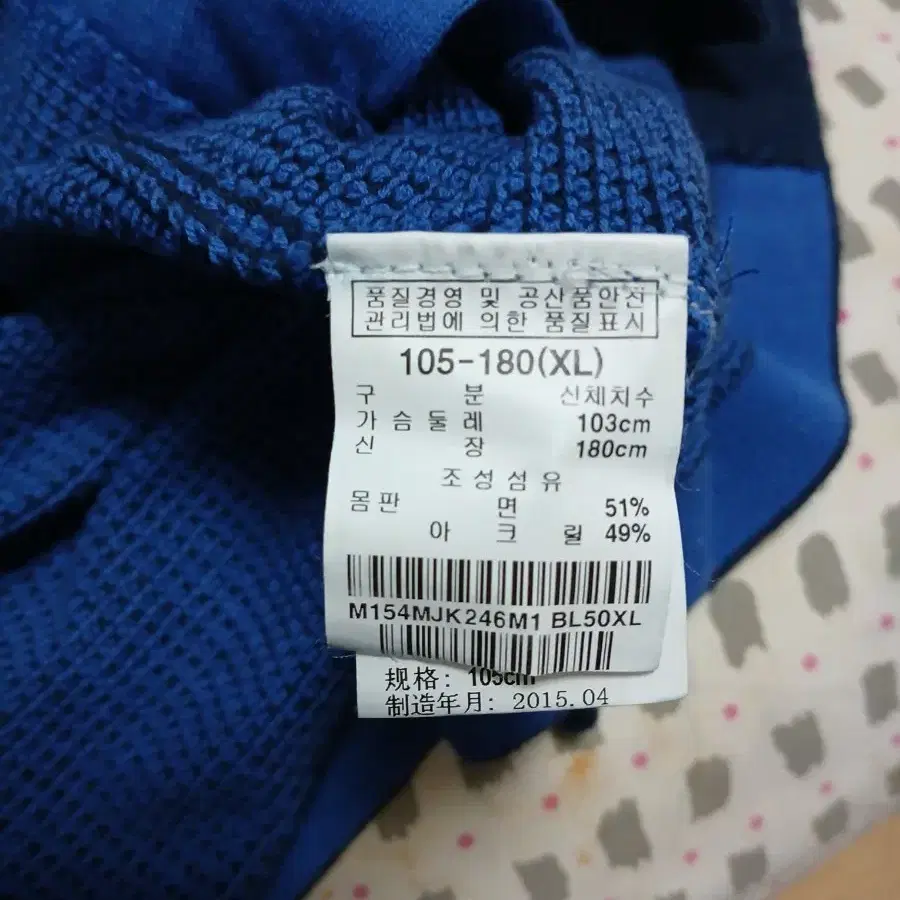 품질경영 및 공산품안전
관리법에 의한 품질표시
105-180(XL)
구 분 신체치수
가슴둘레 103cm
신 장 180cm
조성섬유
몸판 면 51%
아 크 릴 49%
M154MJK246M1 BL50XL
规格: 105cm
制造年月: 2015.04